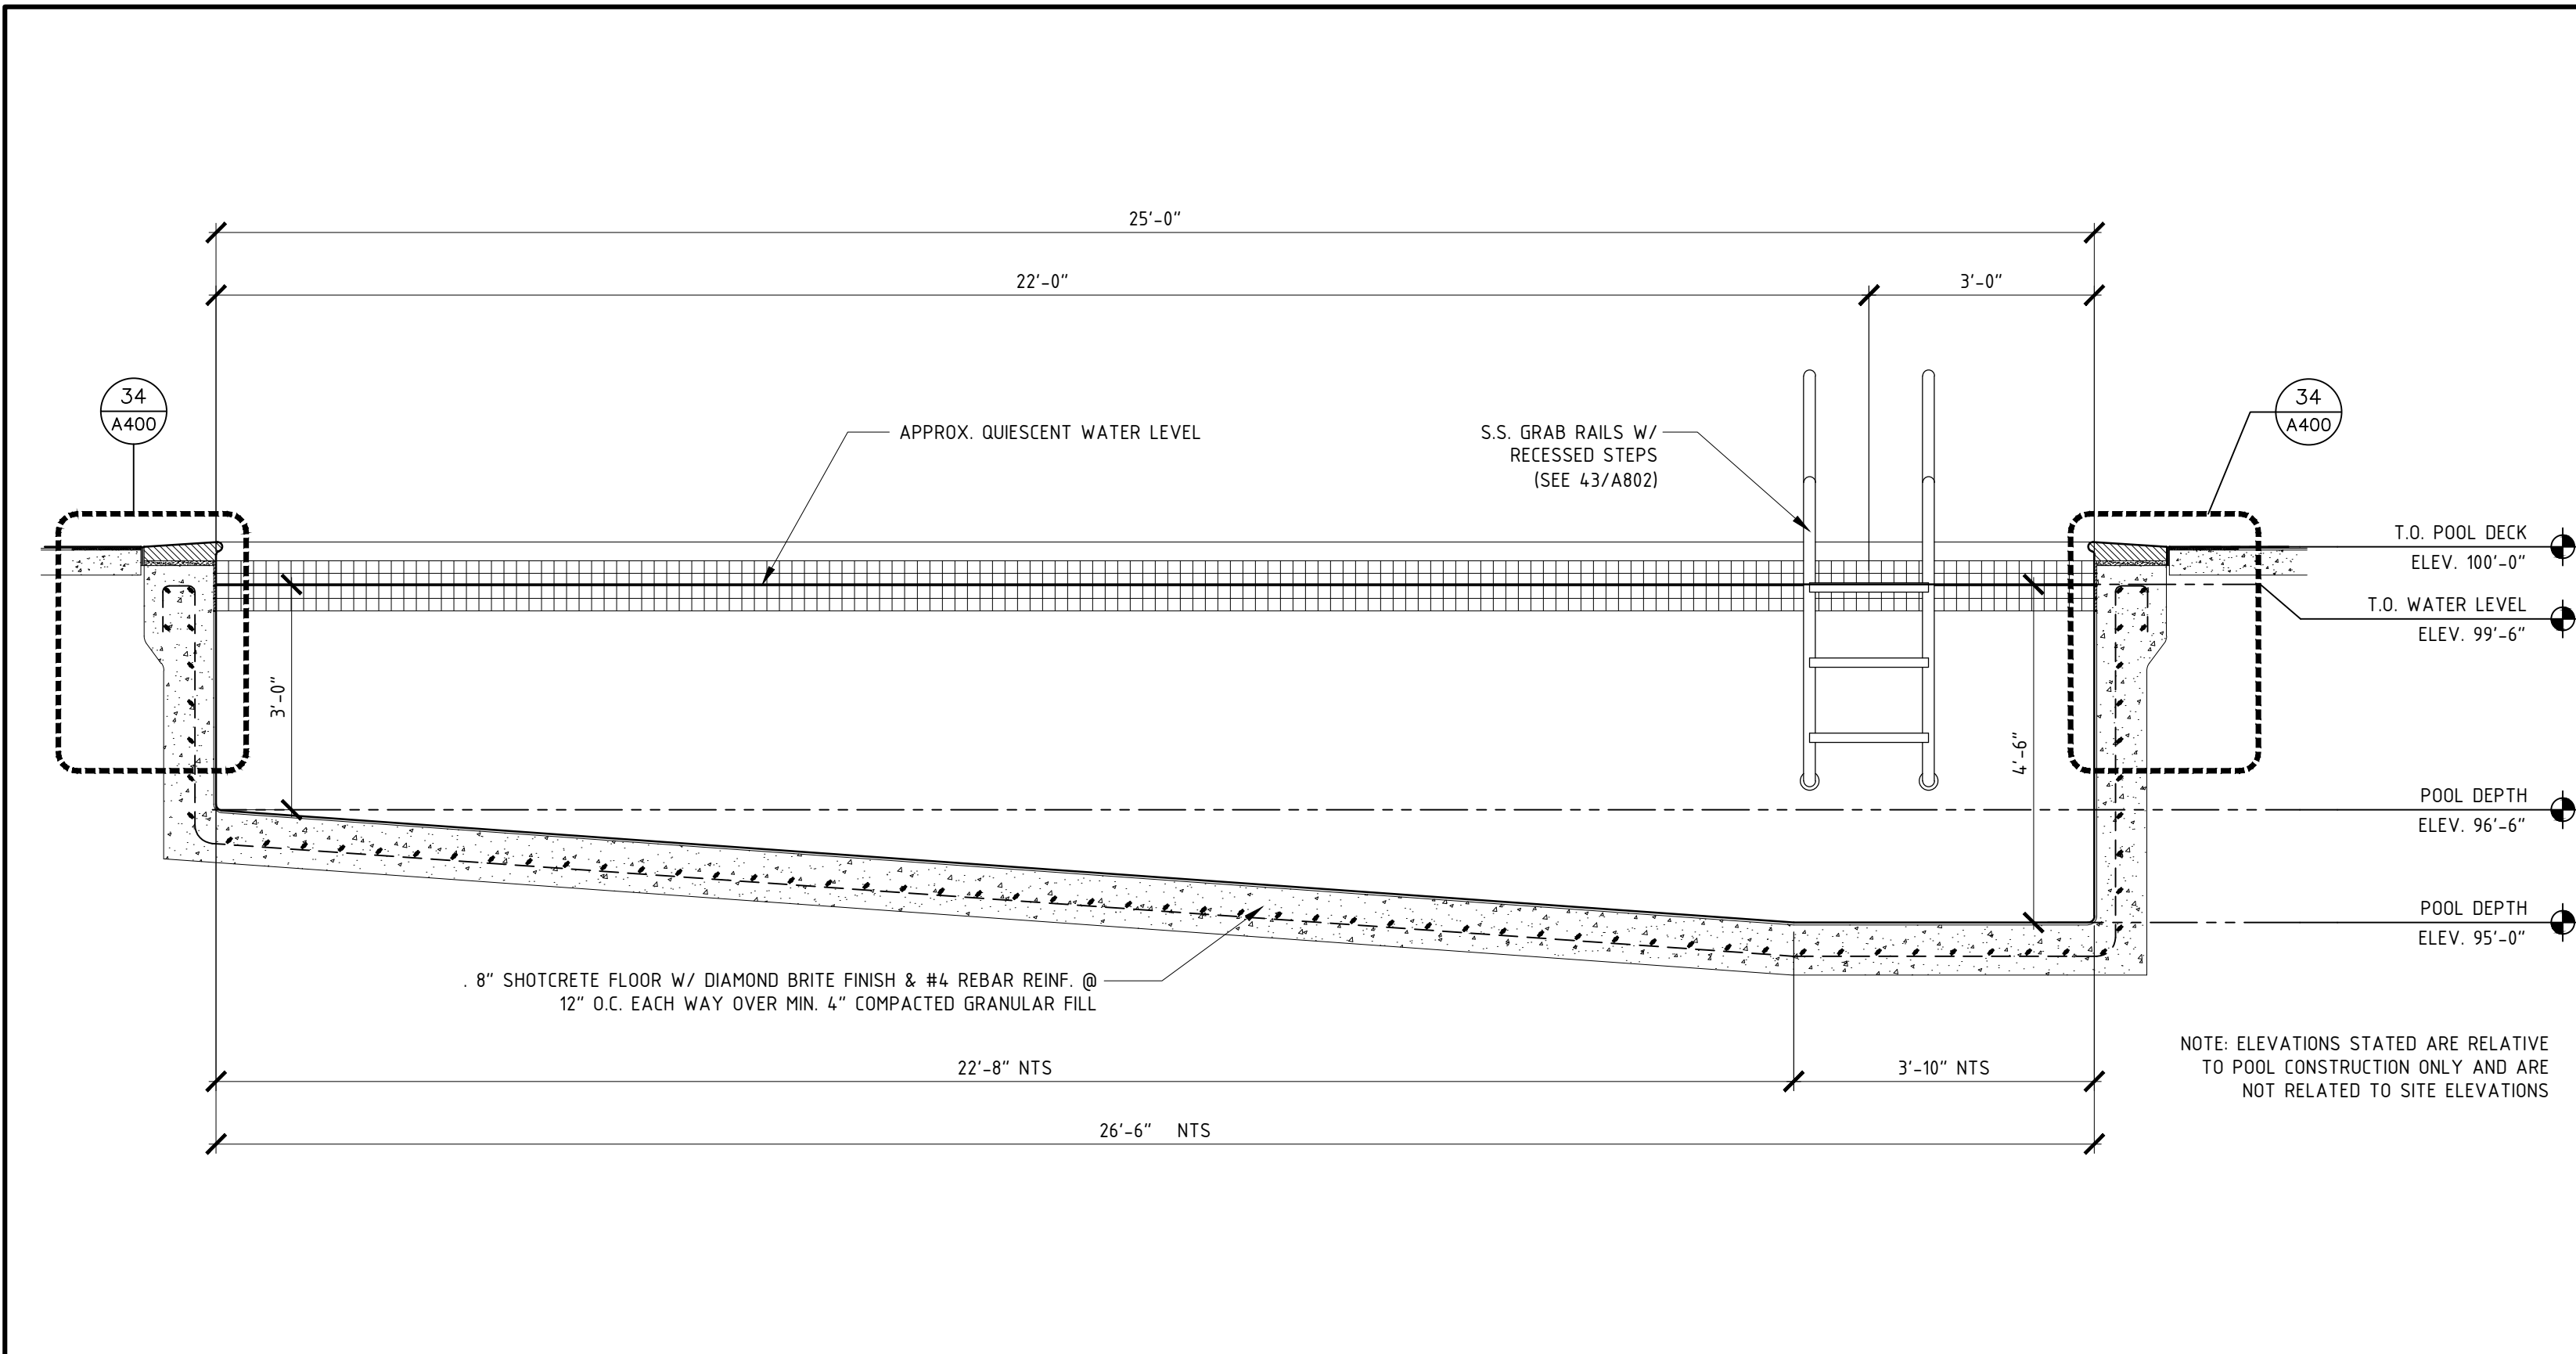 25'-0"
22'-0"
3'-0"
34
A400
34
A400
APPROX. QUIESCENT WATER LEVEL
S.S. GRAB RAILS W/
RECESSED STEPS
(SEE 43/A802)
T.O. POOL DECK
ELEV. 100'-0"
T.O. WATER LEVEL
ELEV. 99'-6"
3'-0"
4'-6"
POOL DEPTH
ELEV. 96'-6"
POOL DEPTH
ELEV. 95'-0"
. 8" SHOTCRETE FLOOR W/ DIAMOND BRITE FINISH & #4 REBAR REINF. @
12" O.C. EACH WAY OVER MIN. 4" COMPACTED GRANULAR FILL
NOTE: ELEVATIONS STATED ARE RELATIVE
TO POOL CONSTRUCTION ONLY AND ARE
NOT RELATED TO SITE ELEVATIONS
22'-8" NTS
3'-10" NTS
26'-6" NTS